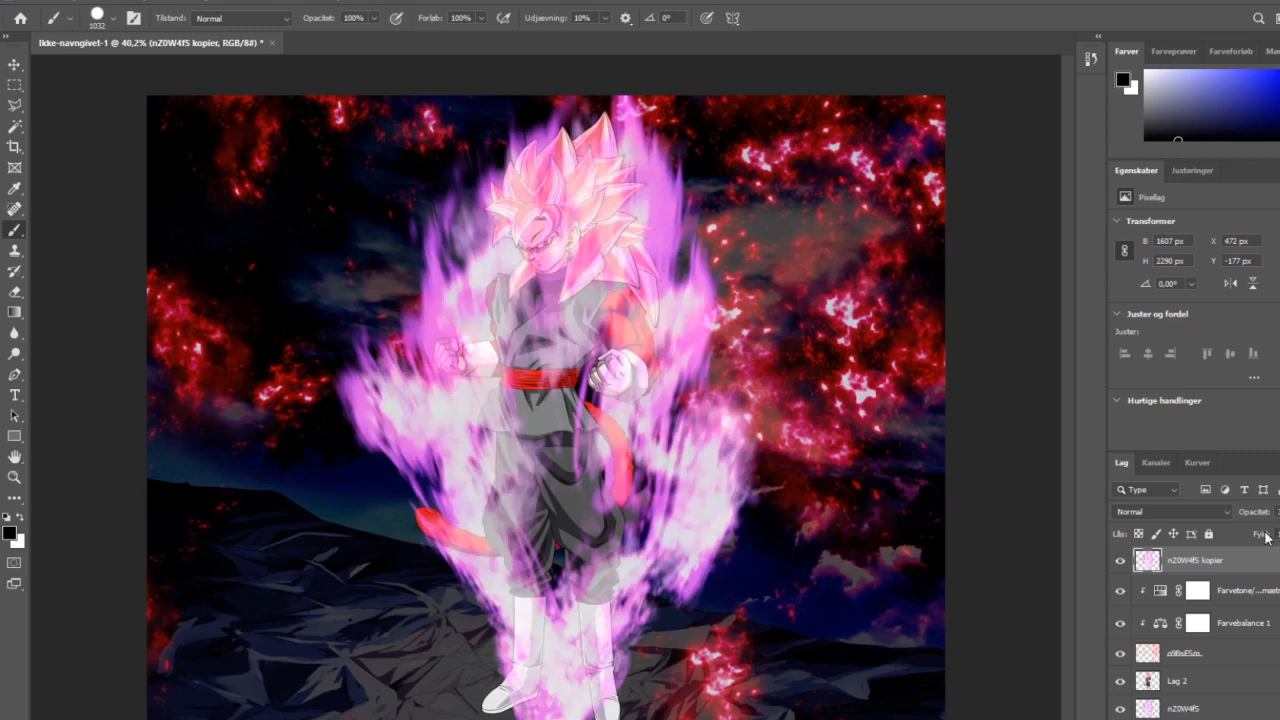 1032
Tilstand: Normal
Opacitet: 100%
Forløb: 100%
Udjævning: 10%
0°
Ikke-navngivet-1 @ 40,2% (nZ0W4fS kopier, RGB/8#) * ×
Farver Farveprøver Farveforløb
Egenskaber Justeringer
Pixellag
Transformer
B 1607 px X 472 px
H 2290 px Y -177 px
0,00°
Juster og fordel
Juster:
Hurtige handlinger
Lag Kanaler Kurver
Type
Normal Opacitet:
Lås:
nZ0W4fS kopier
Farvebalance 1
Lag 2
nZ0W4fS